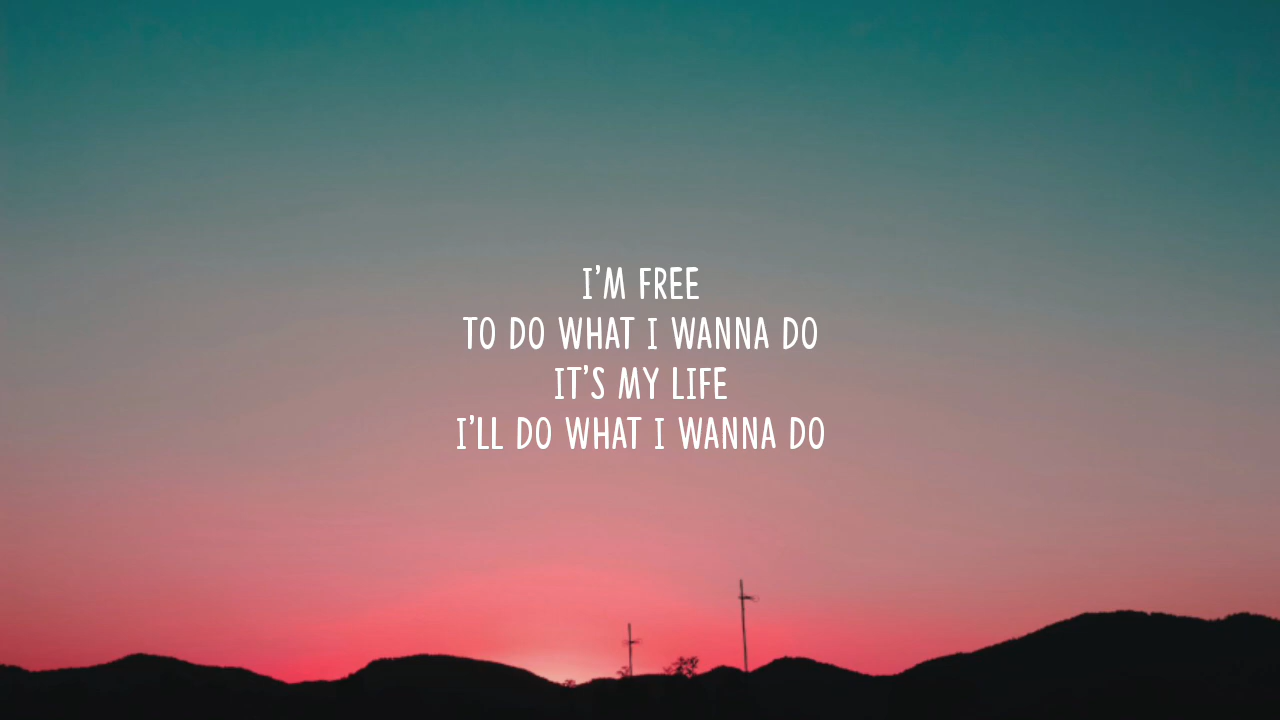 I'M FREE
TO DO WHAT I WANNA DO
IT'S MY LIFE
I'LL DO WHAT I WANNA DO